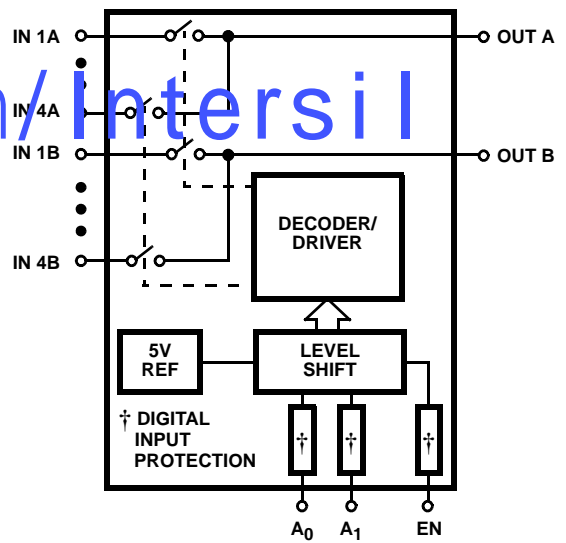 IN 1A
OUT A
IN 4A
n/Intersil
IN 1B
OUT B
DECODER/
DRIVER
IN 4B
5V
REF
LEVEL
SHIFT
† DIGITAL
INPUT
PROTECTION
†
†
†
A0
A1
EN